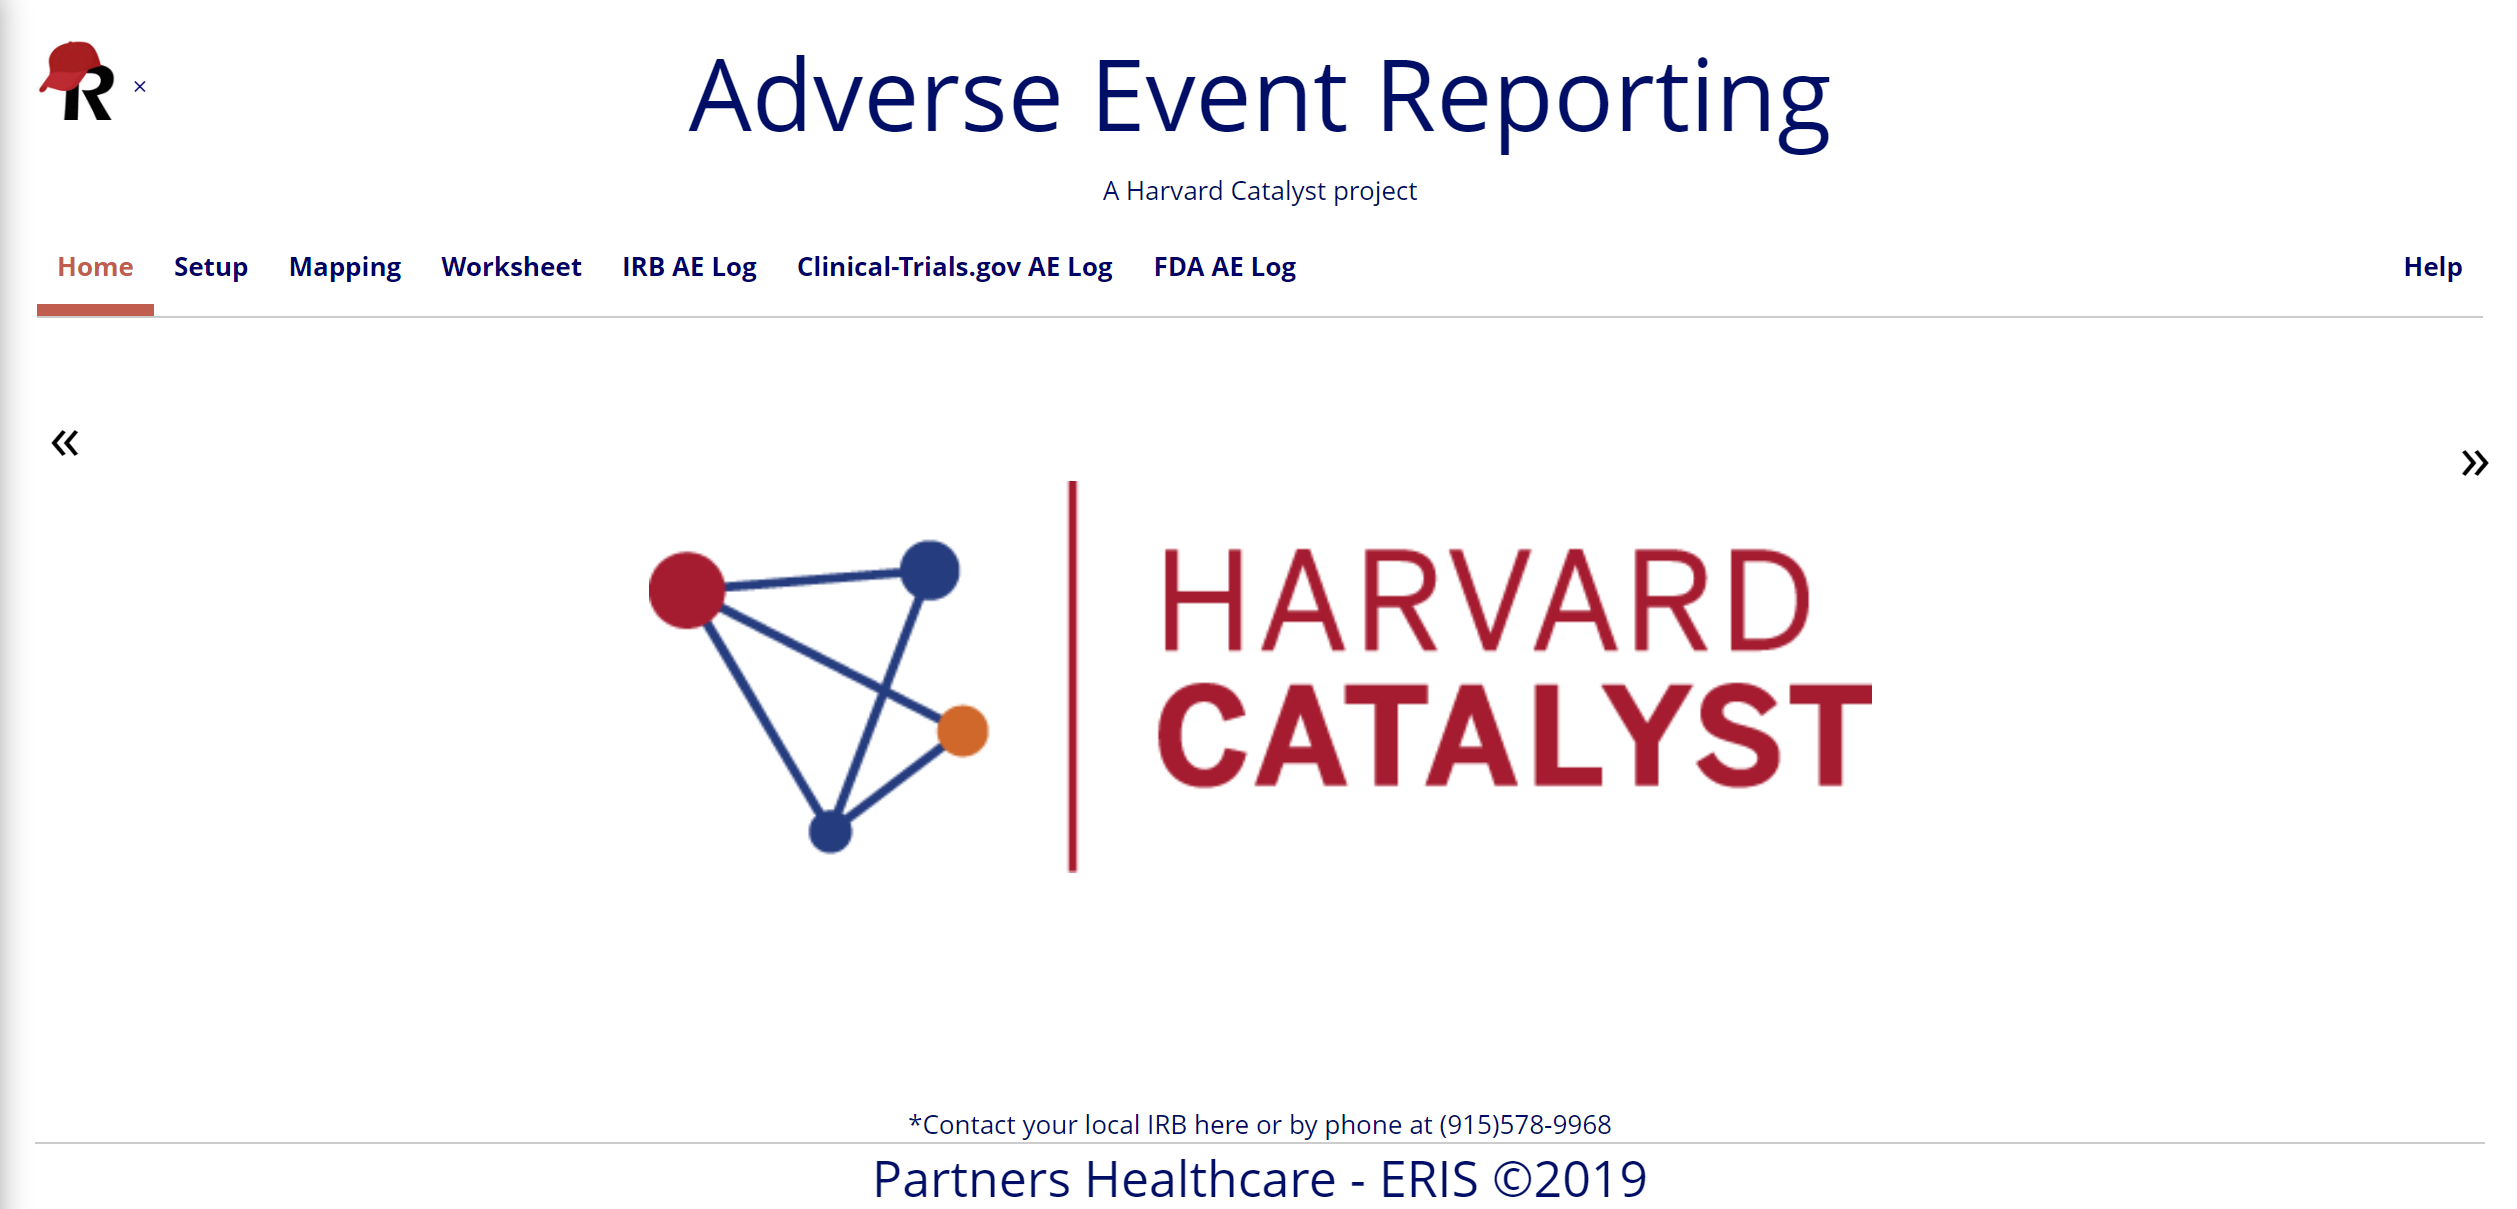 R ×
Adverse Event Reporting
A Harvard Catalyst project
Home Setup Mapping Worksheet IRB AE Log Clinical-Trials.gov AE Log FDA AE Log Help
« »
HARVARD
CATALYST
*Contact your local IRB here or by phone at (915)578-9968
Partners Healthcare - ERIS ©2019